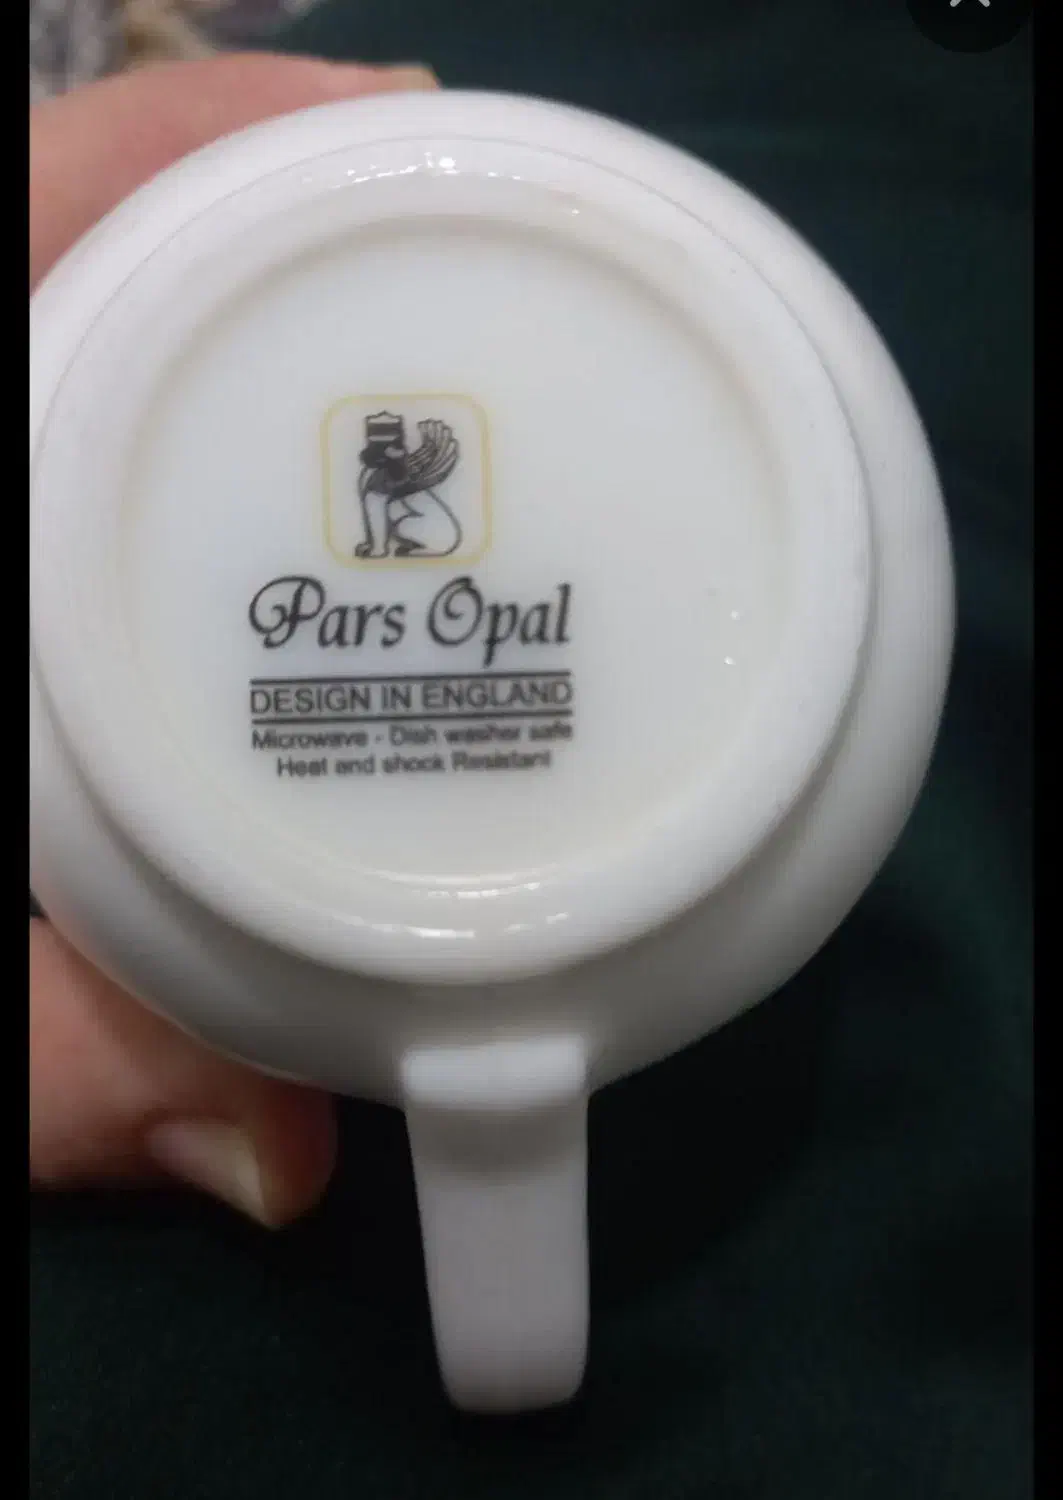 Pars Opal
DESIGN IN ENGLAND
Microwave - Dish washer safe
Heat and shock Resistant